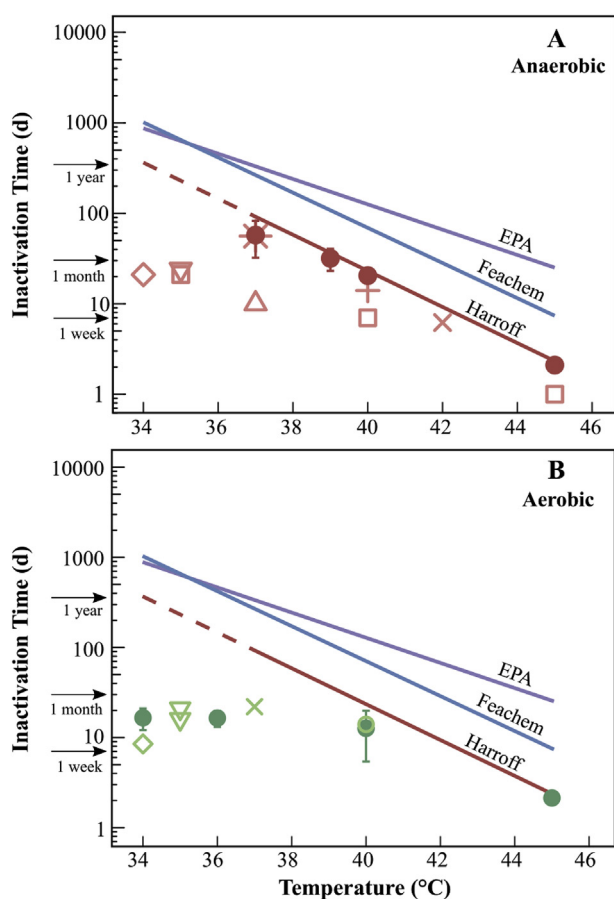 A
Anaerobic
Inactivation Time (d)
10000
1000
100
10
1
1 year
1 month
1 week
EPA
Feachem
Harroff
34 36 38 40 42 44 46
B
Aerobic
Inactivation Time (d)
10000
1000
100
10
1
1 year
1 month
1 week
EPA
Feachem
Harroff
34 36 38 40 42 44 46
Temperature (°C)